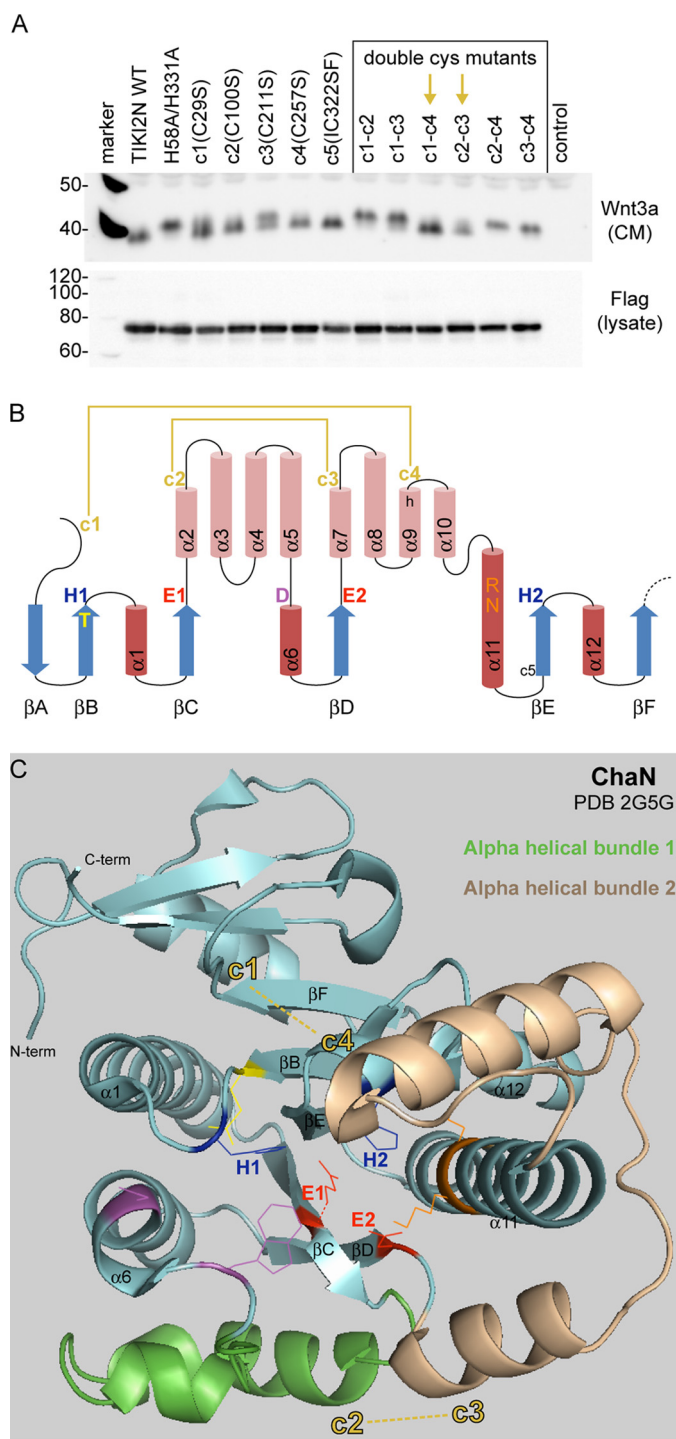 A
marker
TIKI2N WT
H58A/H331A
c1(C29S)
c2(C100S)
c3(C211S)
c4(C257S)
c5(IC322SF)
double cys mutants
c1-c2
c1-c3
c1-c4
c2-c3
c2-c4
c3-c4
control
50-
40-
Wnt3a
(CM)
120-
100-
80-
60-
Flag
(lysate)
B
c1
c2
c3
c4
h
α2
α3
α4
α5
α7
α8
α9
α10
H1
T
E1
D
E2
R
N
H2
α1
α6
α11
c5
α12
βA
βB
βC
βD
βE
βF
C
ChaN
PDB 2G5G
Alpha helical bundle 1
Alpha helical bundle 2
C-term
N-term
c1
βF
c4
α1
βB
βE
α12
H1
H2
E1
E2
α11
α6
βC
βD
c2
c3